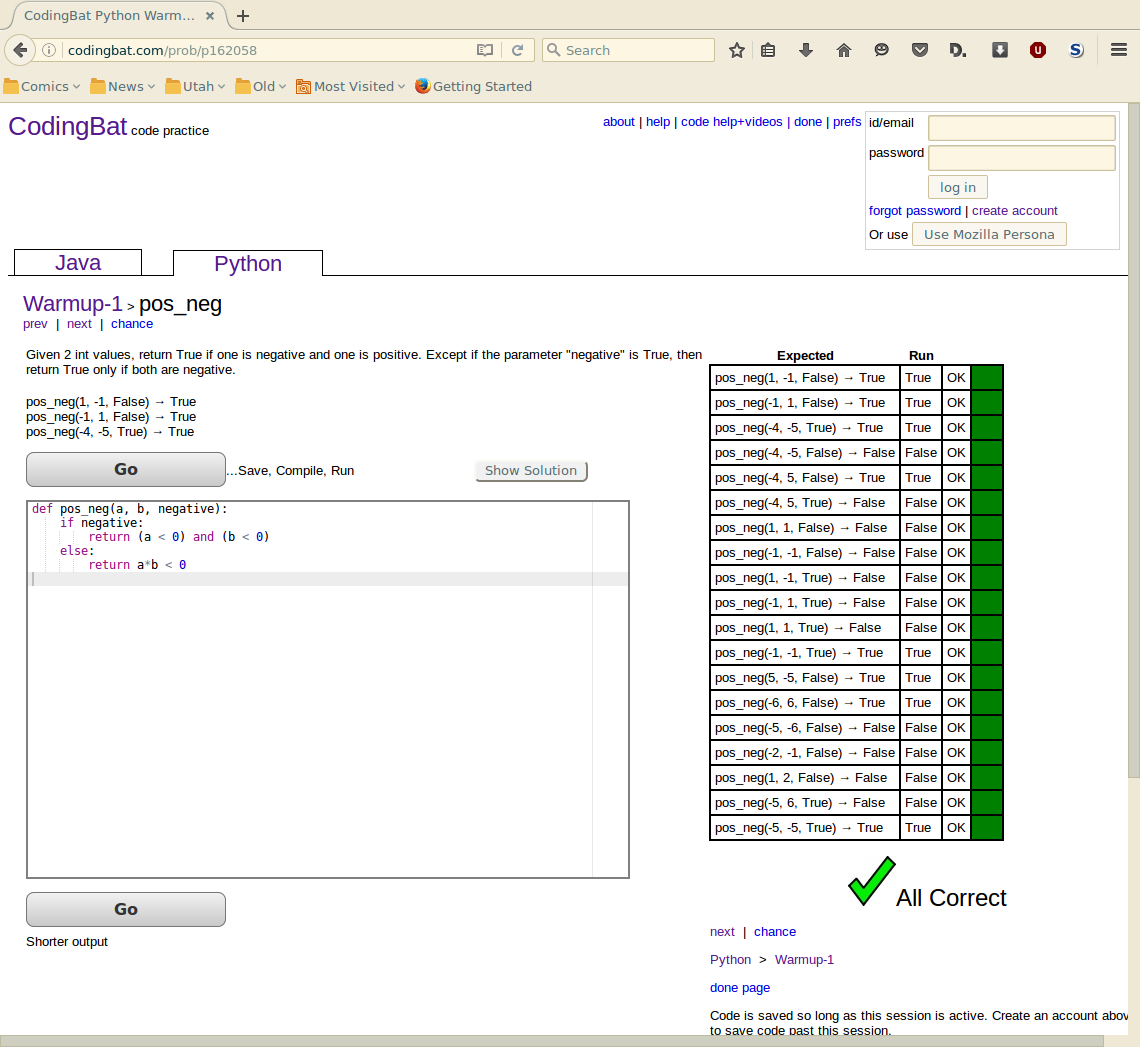 CodingBat Python Warm... × +
codingbat.com/prob/p162058
Search
D.
U
S
Comics
News
Utah
Old
Most Visited
Getting Started
CodingBat code practice
about | help | code help+videos | done | prefs
id/email
password
log in
forgot password | create account
Or use Use Mozilla Persona
Java
Python
Warmup-1 > pos_neg
prev | next | chance
Given 2 int values, return True if one is negative and one is positive. Except if the parameter "negative" is True, then
return True only if both are negative.
pos_neg(1, -1, False) → True
pos_neg(-1, 1, False) → True
pos_neg(-4, -5, True) → True
Go ...Save, Compile, Run Show Solution
def pos_neg(a, b, negative):
    if negative:
        return (a < 0) and (b < 0)
    else:
        return a*b < 0
Go
Shorter output
Expected Run
pos_neg(1, -1, False) → True True OK
pos_neg(-1, 1, False) → True True OK
pos_neg(-4, -5, True) → True True OK
pos_neg(-4, -5, False) → False False OK
pos_neg(-4, 5, False) → True True OK
pos_neg(-4, 5, True) → False False OK
pos_neg(1, 1, False) → False False OK
pos_neg(-1, -1, False) → False False OK
pos_neg(1, -1, True) → False False OK
pos_neg(-1, 1, True) → False False OK
pos_neg(1, 1, True) → False False OK
pos_neg(-1, -1, True) → True True OK
pos_neg(5, -5, False) → True True OK
pos_neg(-6, 6, False) → True True OK
pos_neg(-5, -6, False) → False False OK
pos_neg(-2, -1, False) → False False OK
pos_neg(1, 2, False) → False False OK
pos_neg(-5, 6, True) → False False OK
pos_neg(-5, -5, True) → True True OK
All Correct
next | chance
Python > Warmup-1
done page
Code is saved so long as this session is active. Create an account abov
to save code past this session.